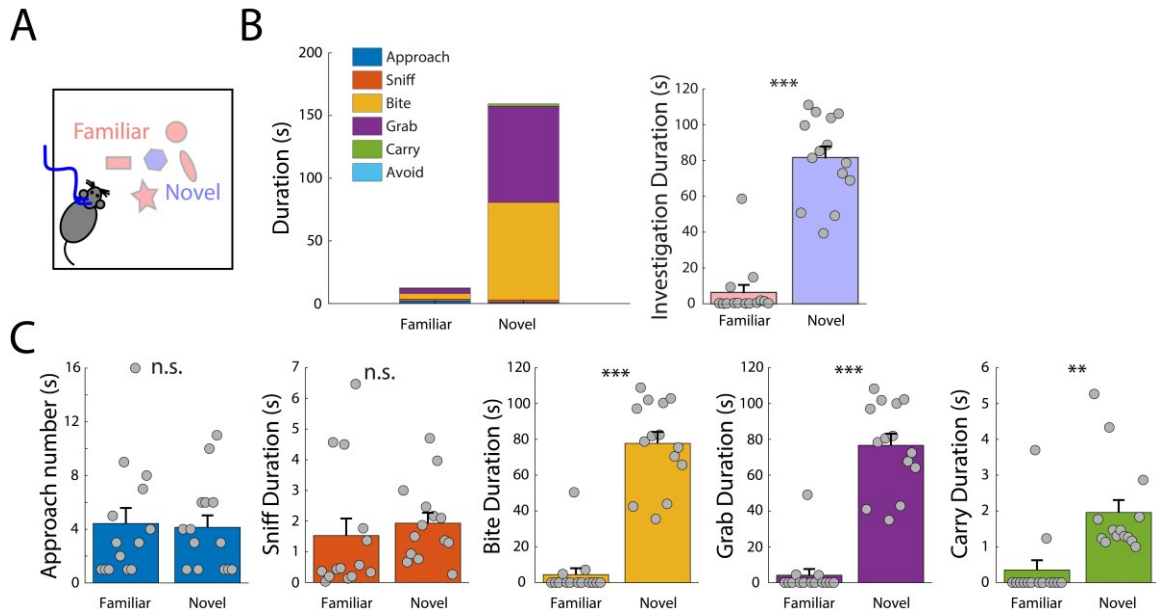 A
Familiar
Novel
B
Duration (s)
200
150
100
50
0
Approach
Sniff
Bite
Grab
Carry
Avoid
Familiar
Novel
Investigation Duration (s)
120
100
80
60
40
20
0
***
Familiar
Novel
C
Approach number (s)
16
12
8
4
0
n.s.
Familiar
Novel
Sniff Duration (s)
7
6
5
4
3
2
1
0
n.s.
Familiar
Novel
Bite Duration (s)
120
100
80
60
40
20
0
***
Familiar
Novel
Grab Duration (s)
120
100
80
60
40
20
0
***
Familiar
Novel
Carry Duration (s)
6
5
4
3
2
1
0
**
Familiar
Novel